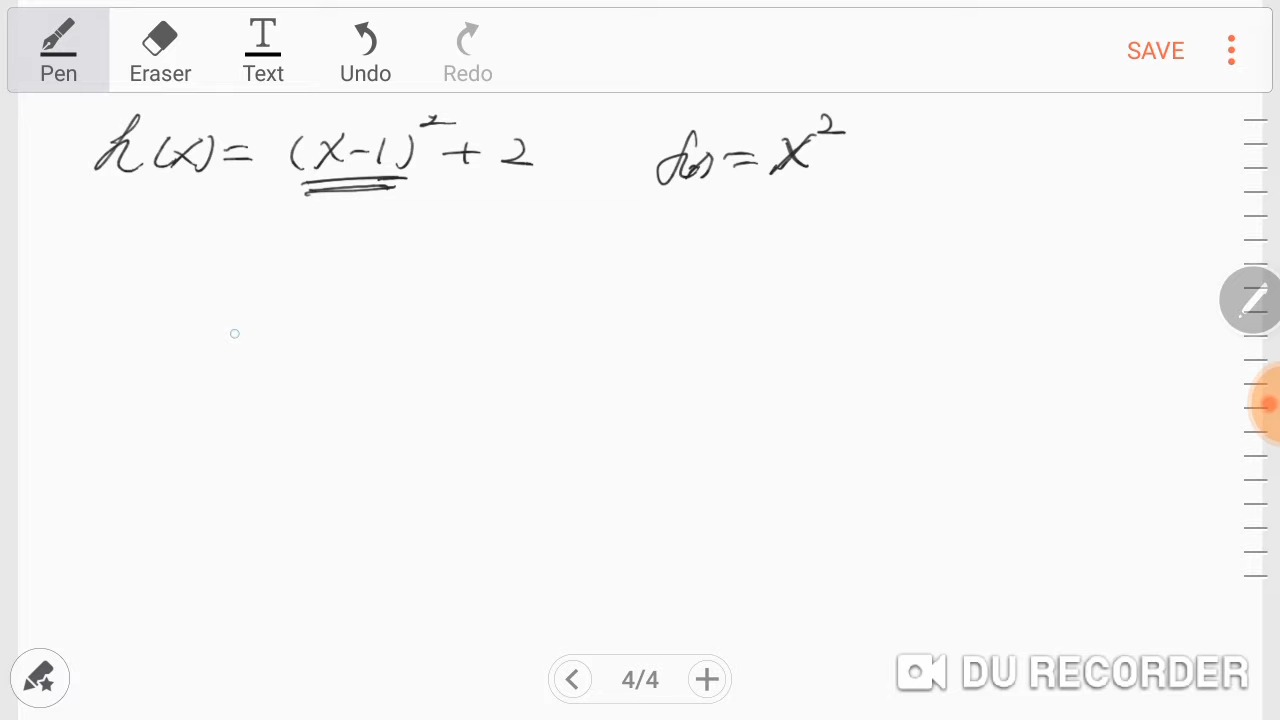 Pen Eraser Text Undo Redo SAVE
h(x) = (x-1)² + 2 f(x) = x²
4/4
DU RECORDER